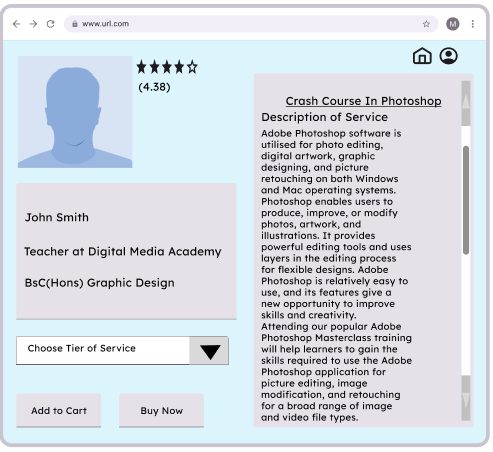 www.url.com
M
(4.38)
John Smith
Teacher at Digital Media Academy
BsC(Hons) Graphic Design
Choose Tier of Service
Add to Cart
Buy Now
Crash Course In Photoshop
Description of Service
Adobe Photoshop software is
utilised for photo editing,
digital artwork, graphic
designing, and picture
retouching on both Windows
and Mac operating systems.
Photoshop enables users to
produce, improve, or modify
photos, artwork, and
illustrations. It provides
powerful editing tools and uses
layers in the editing process
for flexible designs. Adobe
Photoshop is relatively easy to
use, and its features give a
new opportunity to improve
skills and creativity.
Attending our popular Adobe
Photoshop Masterclass training
will help learners to gain the
skills required to use the Adobe
Photoshop application for
picture editing, image
modification, and retouching
for a broad range of image
and video file types.